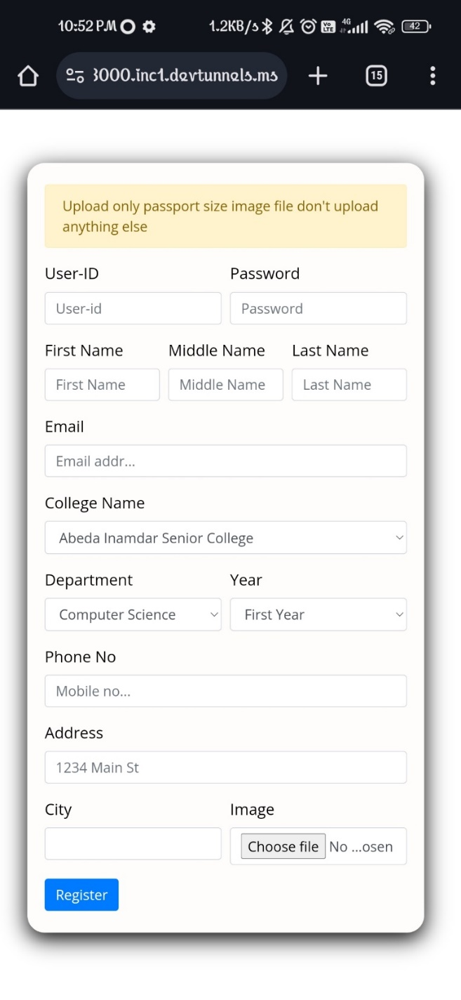 10:52 PM 1.2KB/s Vo LTE 4G 42
3000.inc1.devtunnels.ms 15
Upload only passport size image file don't upload
anything else
User-ID Password
User-id Password
First Name Middle Name Last Name
First Name Middle Name Last Name
Email
Email addr...
College Name
Abeda Inamdar Senior College
Department Year
Computer Science First Year
Phone No
Mobile no...
Address
1234 Main St
City Image
Choose file No ...osen
Register